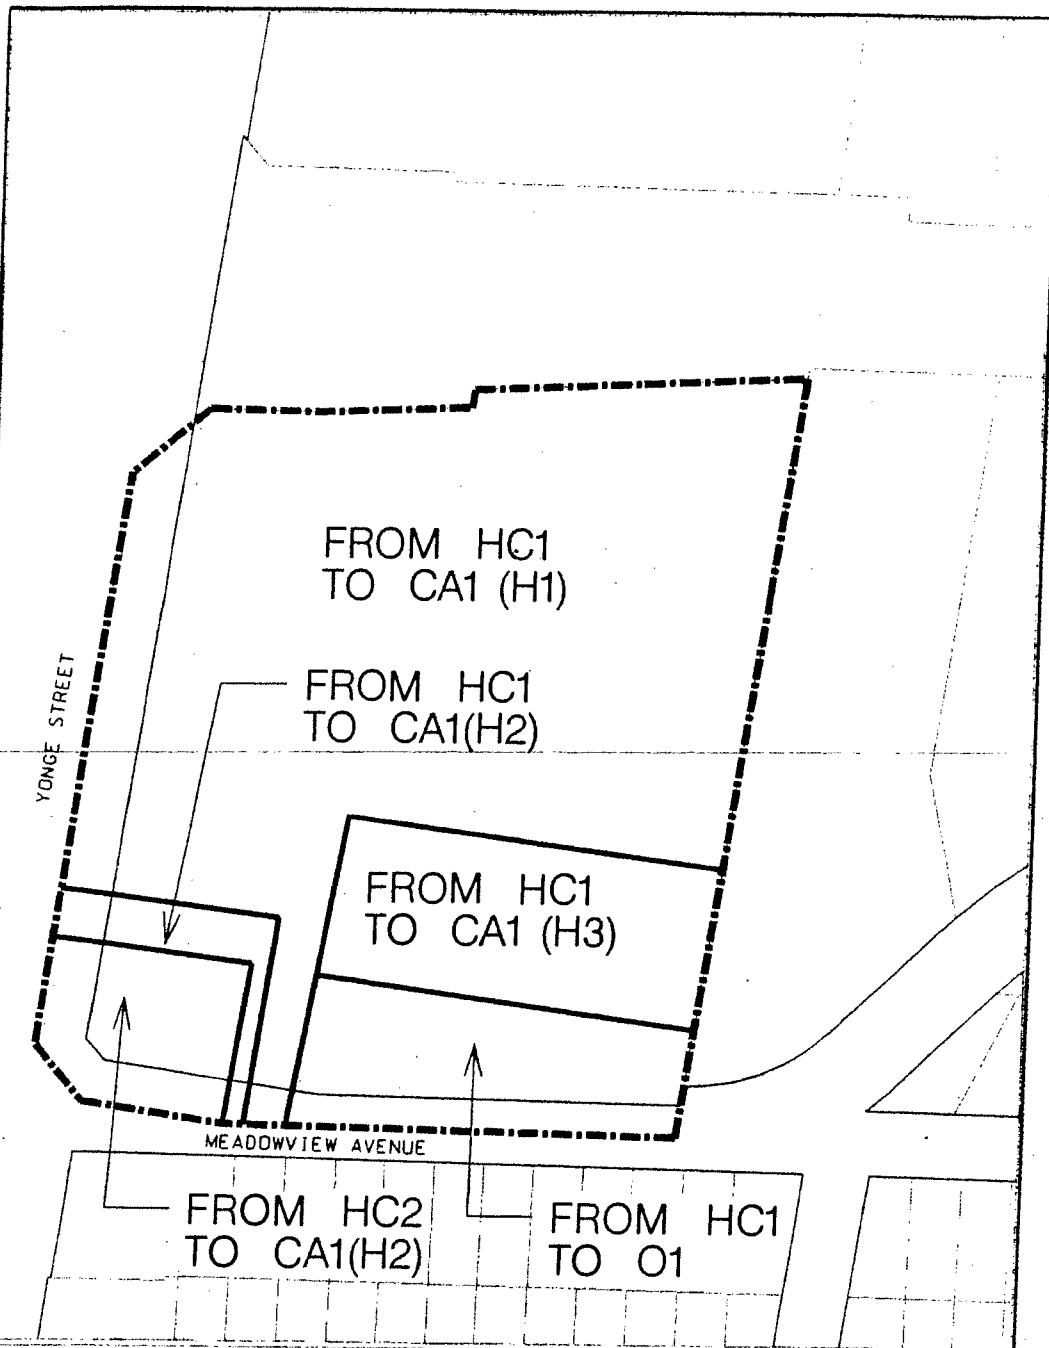 FROM HC1
TO CA1 (H1)
FROM HC1
TO CA1(H2)
YONGE STREET
FROM HC1
TO CA1 (H3)
MEADOWVIEW AVENUE
FROM HC2
TO CA1(H2)
FROM HC1
TO O1